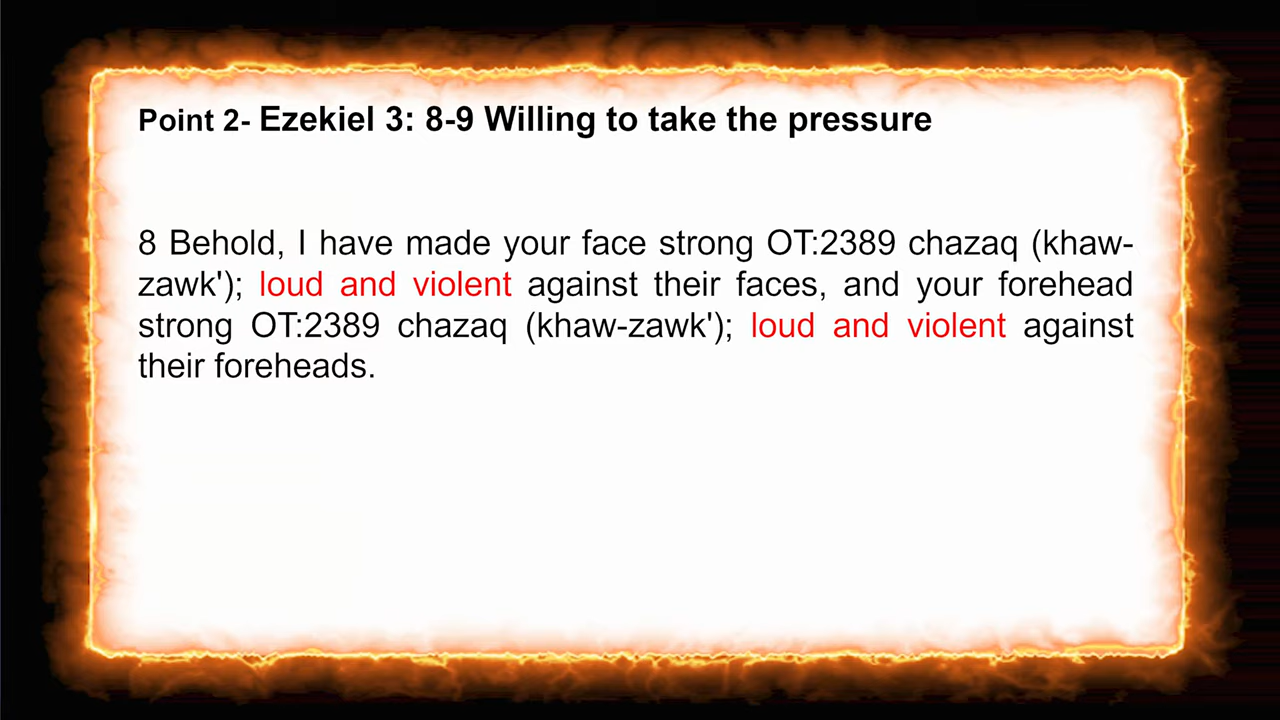 Point 2- Ezekiel 3: 8-9 Willing to take the pressure
8 Behold, I have made your face strong OT:2389 chazaq (khaw-
zawk'); loud and violent against their faces, and your forehead
strong OT:2389 chazaq (khaw-zawk'); loud and violent against
their foreheads.